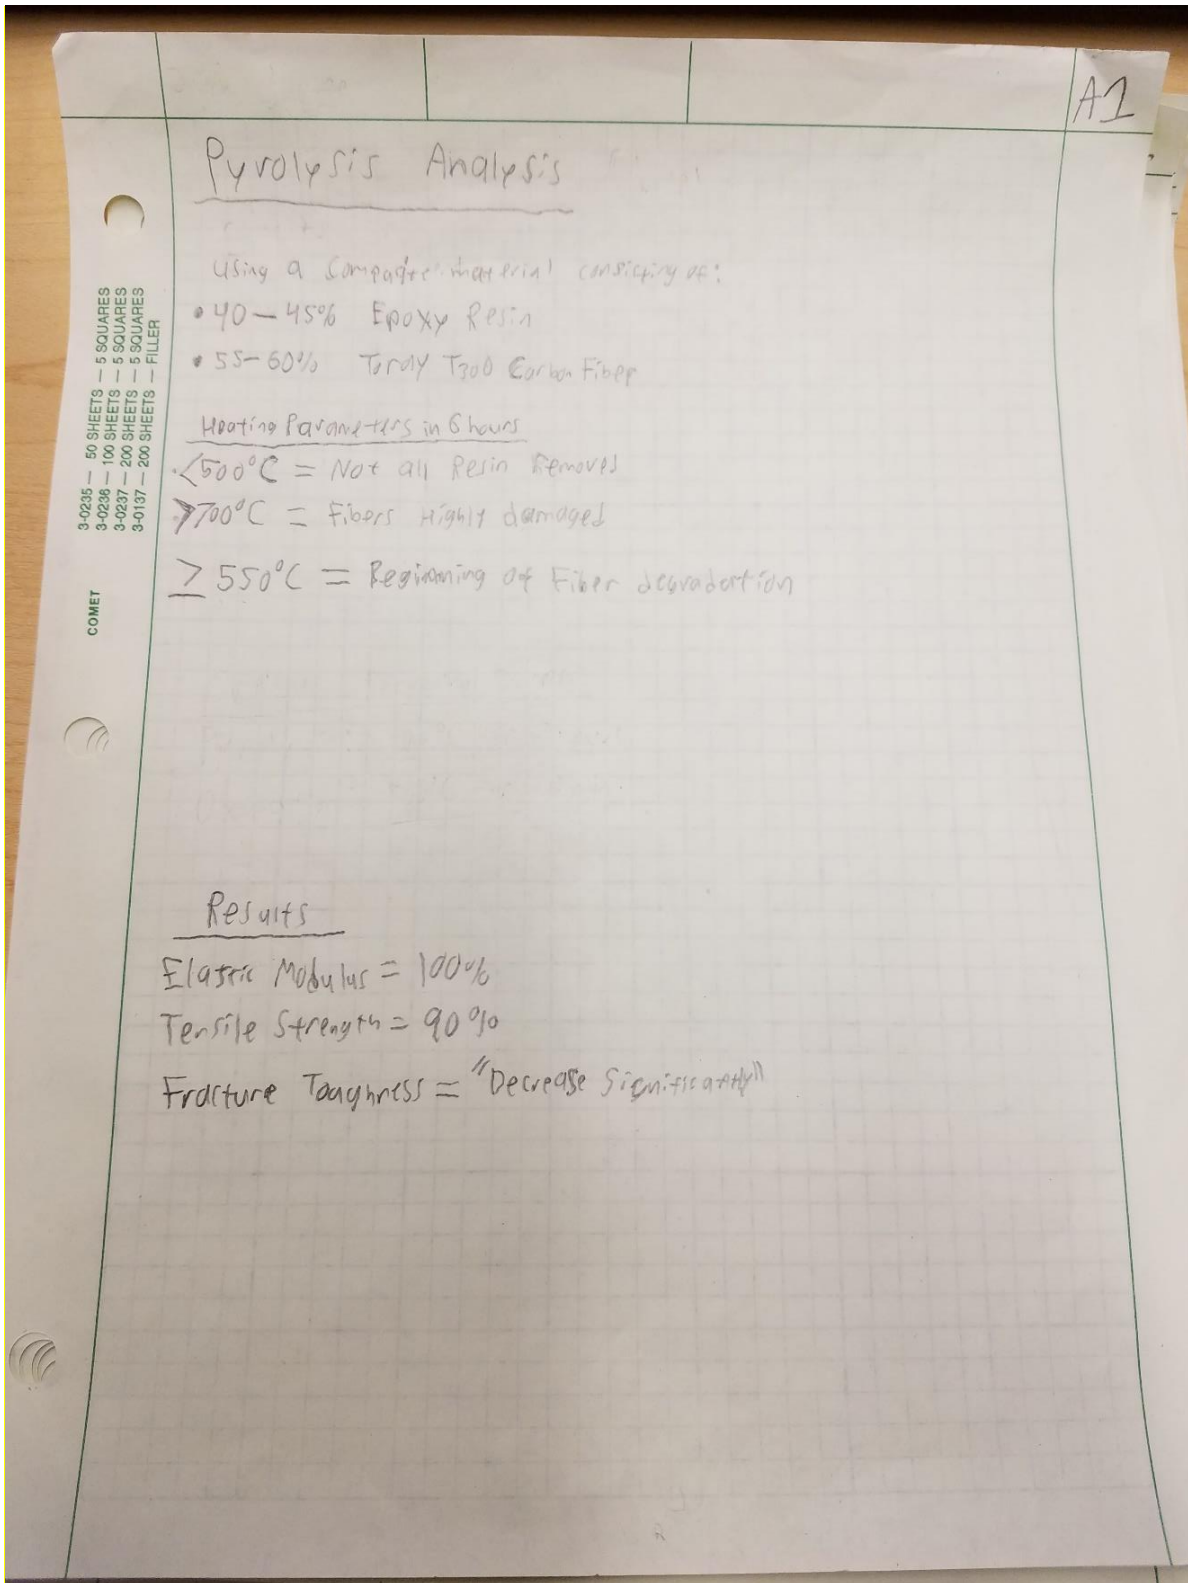 A1
Pyrolysis Analysis
Using a Composite material consisting of:
• 40 - 45% Epoxy Resin
• 55-60% Toray T300 Carbon Fiber
Heating Parameters in 6 hours
<500°C = Not all Resin Removed
>700°C = Fibers Highly damaged
≥ 550°C = Beginning of Fiber degradation
Results
Elastic Modulus = 100%
Tensile Strength = 90%
Fracture Toughness = "Decrease Significantly"
3-0235 — 50 SHEETS — 5 SQUARES
3-0236 — 100 SHEETS — 5 SQUARES
3-0237 — 200 SHEETS — 5 SQUARES
3-0137 — 200 SHEETS — FILLER
COMET